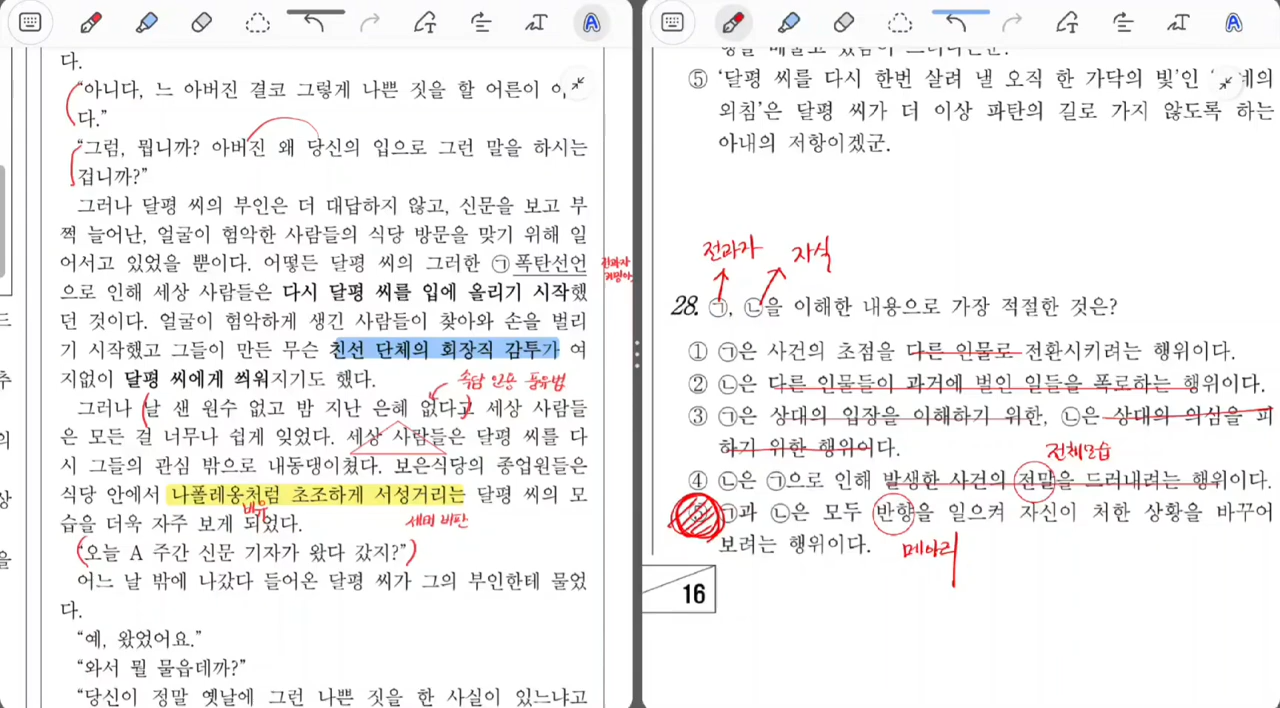 다.
“아니다, 느 아버진 결코 그렇게 나쁜 짓을 할 어른이
다.”
“그럼, 뭡니까? 아버진 왜 당신의 입으로 그런 말을 하시는
겁니까?”
그러나 달평 씨의 부인은 더 대답하지 않고, 신문을 보고 부
쩍 늘어난, 얼굴이 험악한 사람들의 식당 방문을 맞기 위해 일
어서고 있었을 뿐이다. 어떻든 달평 씨의 그러한 ㉠ 폭탄선언
전과자
으로 인해 세상 사람들은 다시 달평 씨를 입에 올리기 시작했
던 것이다. 얼굴이 험악하게 생긴 사람들이 찾아와 손을 벌리
기 시작했고 그들이 만든 무슨 친선 단체의 회장직 감투가 여
지없이 달평 씨에게 씌워지기도 했다.
속담 인용 풍유법
그러나 날 샌 원수 없고 밤 지난 은혜 없다고 세상 사람들
은 모든 걸 너무나 쉽게 잊었다. 세상 사람들은 달평 씨를 다
시 그들의 관심 밖으로 내동댕이쳤다. 보은식당의 종업원들은
식당 안에서 나폴레옹처럼 초조하게 서성거리는 달평 씨의 모
비유
세미 비판
습을 더욱 자주 보게 되었다.
“오늘 A 주간 신문 기자가 왔다 갔지?”
어느 날 밖에 나갔다 들어온 달평 씨가 그의 부인한테 물었
다.
“예, 왔었어요.”
“와서 뭘 물읍데까?”
“당신이 정말 옛날에 그런 나쁜 짓을 한 사실이 있느냐고
⑤ ‘달평 씨를 다시 한번 살려 낼 오직 한 가닥의 빛’인
외침’은 달평 씨가 더 이상 파탄의 길로 가지 않도록 하는
아내의 저항이겠군.
전과자 자식
28. ㉠, ㉡을 이해한 내용으로 가장 적절한 것은?
① ㉠은 사건의 초점을 다른 인물로 전환시키려는 행위이다.
② ㉡은 다른 인물들이 과거에 벌인 일들을 폭로하는 행위이다.
③ ㉠은 상대의 입장을 이해하기 위한, ㉡은 상대의 의심을 피
하기 위한 행위이다.
전체모습
④ ㉡은 ㉠으로 인해 발생한 사건의 전말을 드러내려는 행위이다.
⑤ ㉠과 ㉡은 모두 반향을 일으켜 자신이 처한 상황을 바꾸어
보려는 행위이다.
메아리
16